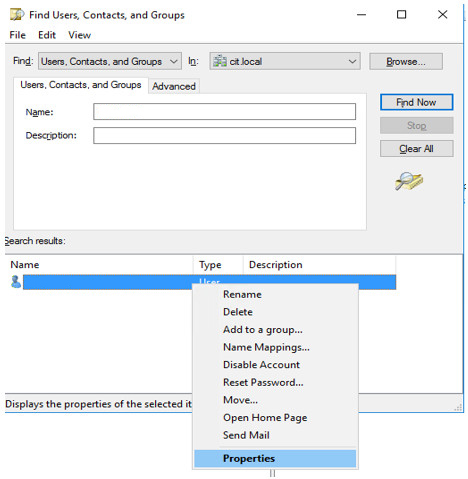 Find Users, Contacts, and Groups
File Edit View
Find: Users, Contacts, and Groups In: cit.local Browse...
Users, Contacts, and Groups Advanced
Find Now
Name:
Stop
Description:
Clear All
Search results:
Name Type Description
User
Rename
Delete
Add to a group...
Name Mappings...
Disable Account
Reset Password...
Move...
Open Home Page
Send Mail
Properties
Displays the properties of the selected it